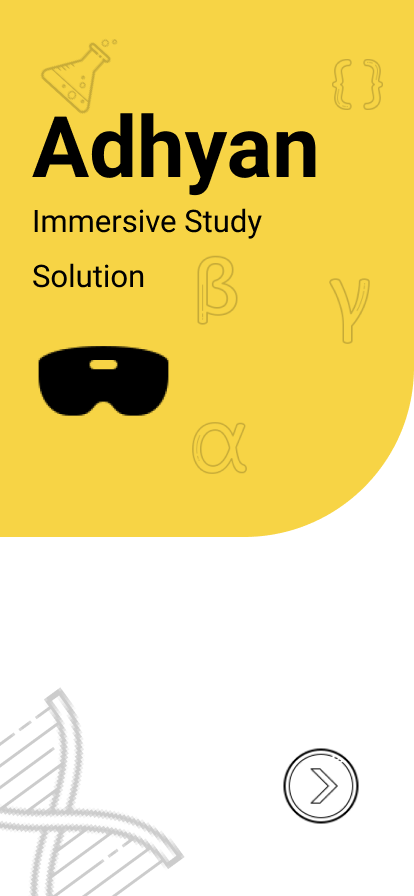 { }
Adhyan
Immersive Study
Solution
β
γ
α